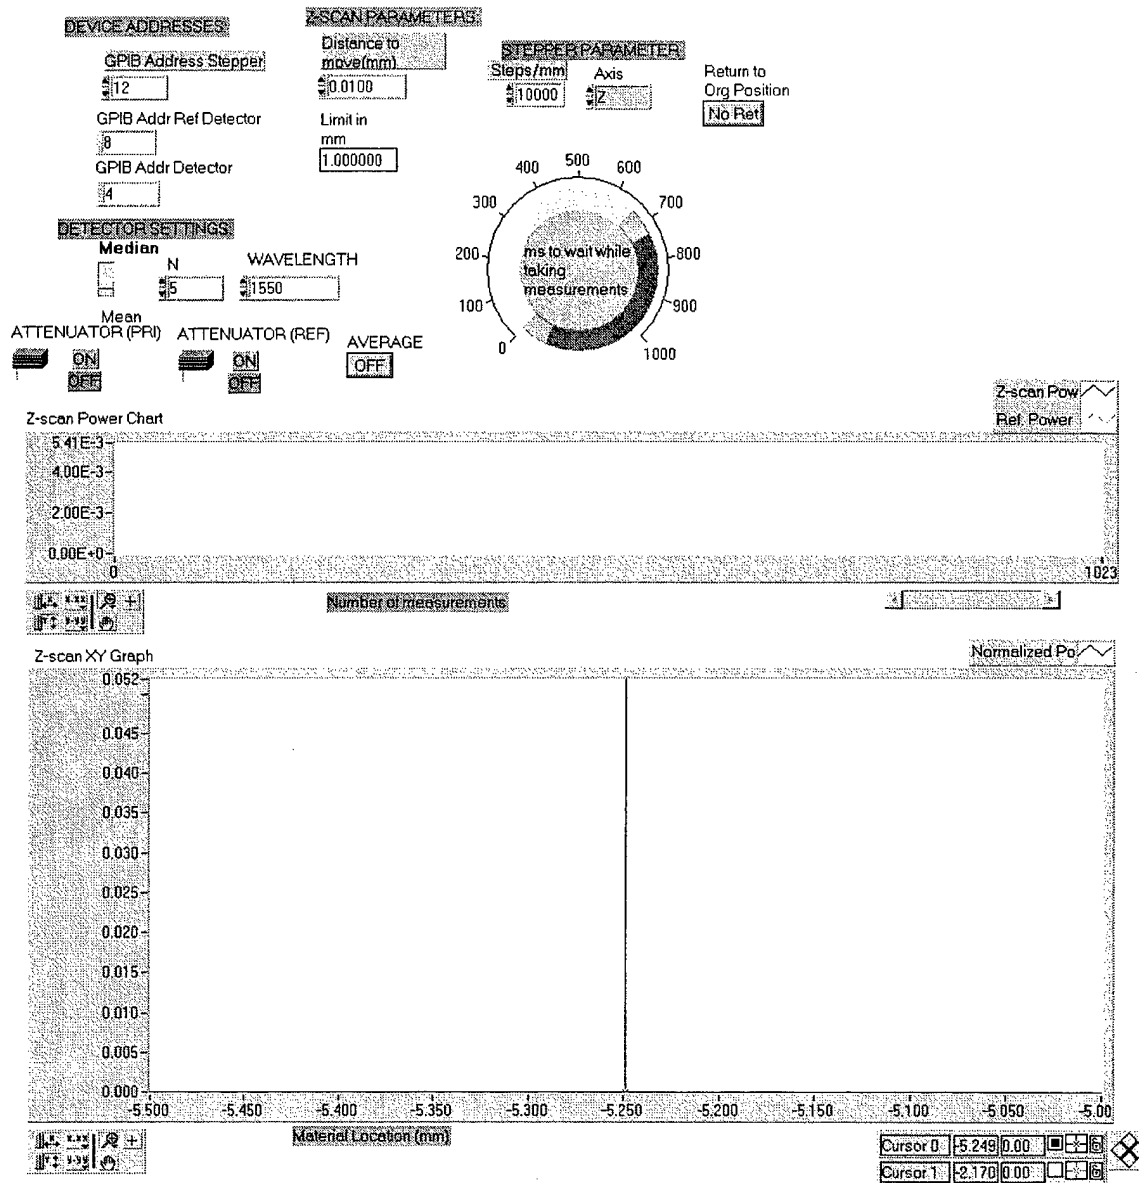 DEVICE ADDRESSES:
GPIB Address Stepper
12
GPIB Addr Ref Detector
8
GPIB Addr Detector
4
Z-SCAN PARAMETERS:
Distance to
move(mm)
0.0100
Limit in
mm
1.000000
STEPPER PARAMETER
Steps/mm
10000
Axis
Z
Return to
Org Position
No Ret
DETECTOR SETTINGS:
Median
Mean
N
5
WAVELENGTH
1550
ATTENUATOR (PRI)
ON
OFF
ATTENUATOR (REF)
ON
OFF
AVERAGE
OFF
0
100
200
300
400
500
600
700
800
900
1000
ms to wait while
taking
measurements
Z-scan Pow
Ref. Power
Z-scan Power Chart
5.41E-3
4.00E-3
2.00E-3
0.00E+0
0
1023
Number of measurements
Z-scan XY Graph
Normalized Po
0.052
0.045
0.040
0.035
0.030
0.025
0.020
0.015
0.010
0.005
0.000
-5.500 -5.450 -5.400 -5.350 -5.300 -5.250 -5.200 -5.150 -5.100 -5.050 -5.00
Material Location (mm)
Cursor 0 -5.249 0.00
Cursor 1 -2.170 0.00